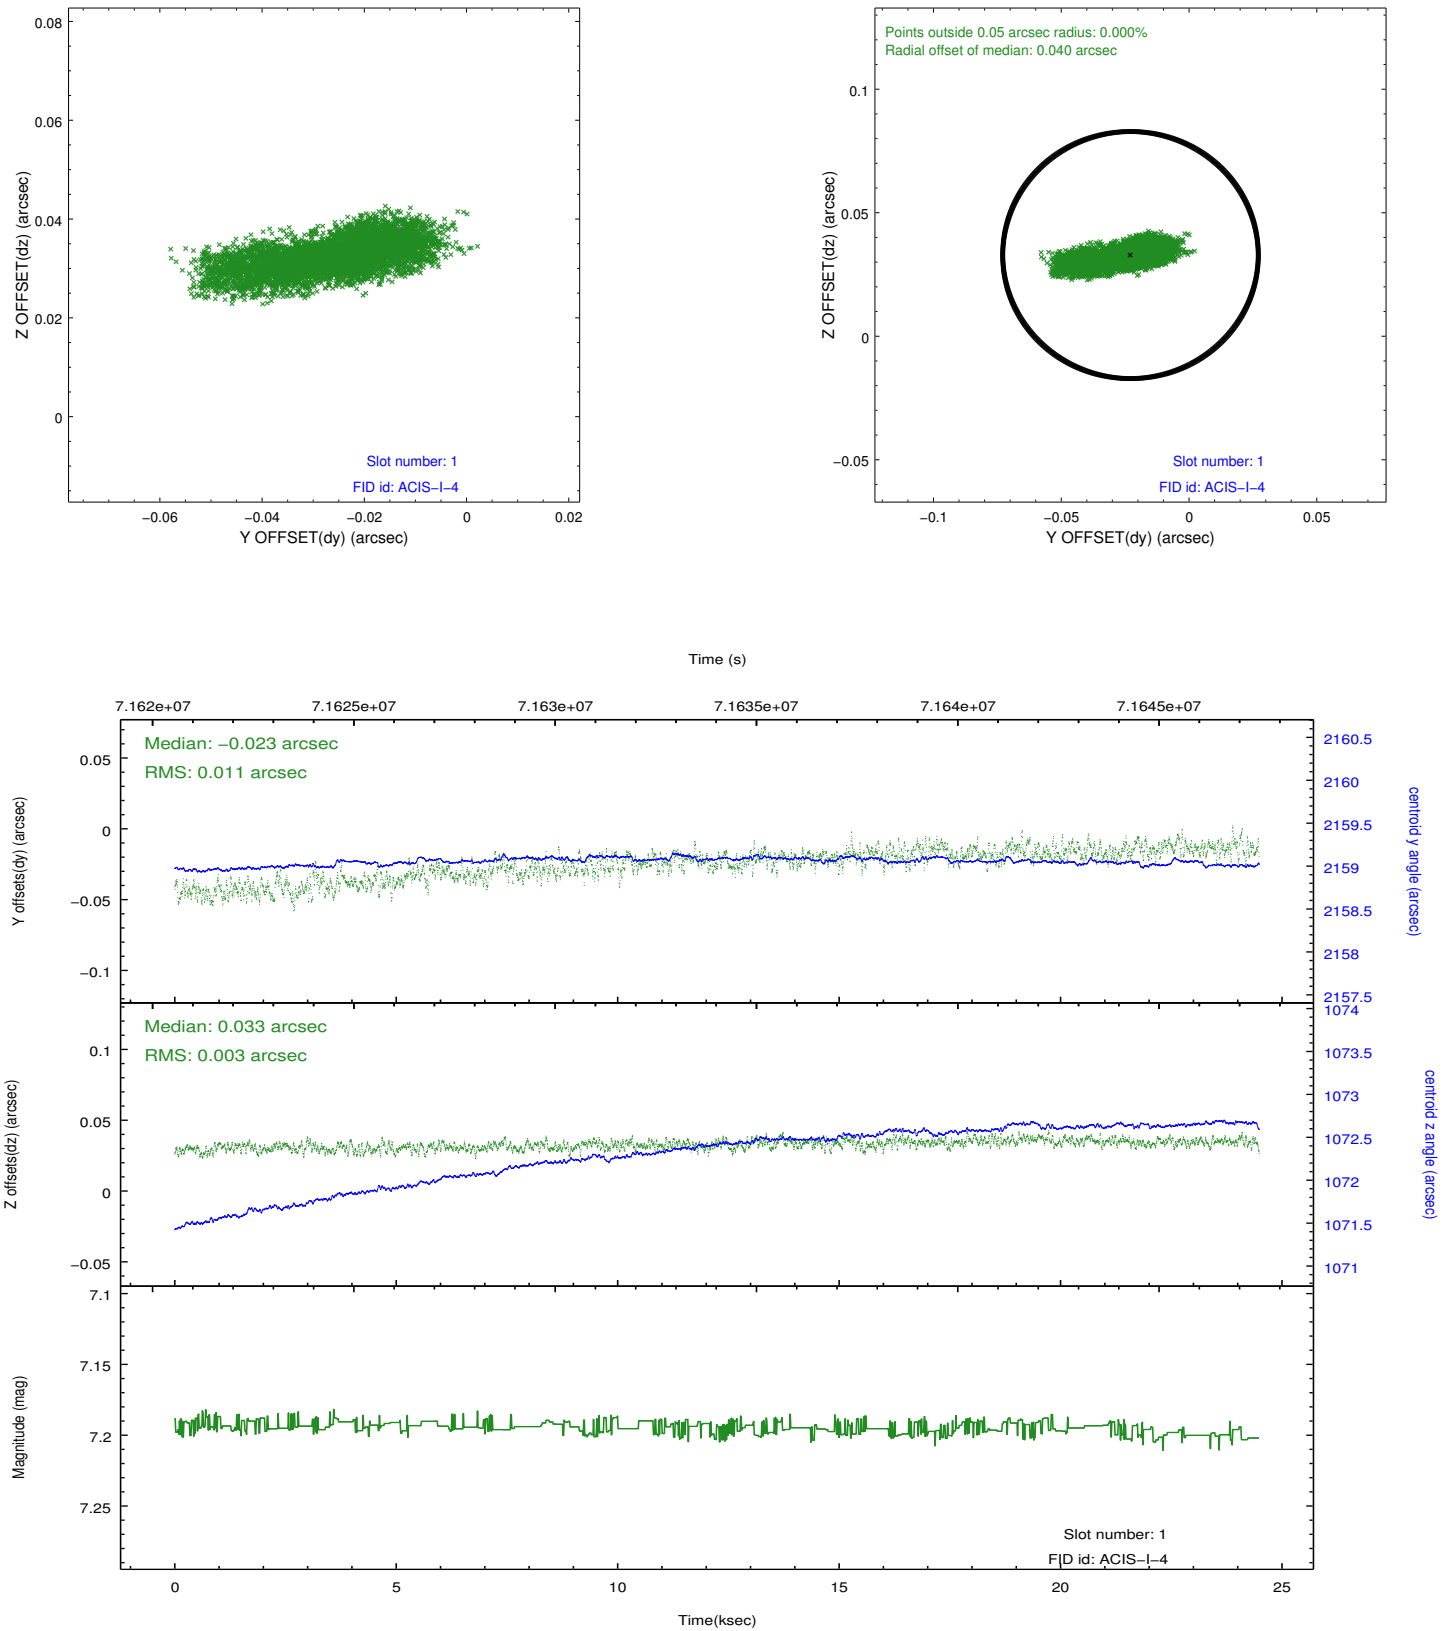 0.08
0.06
0.04
0.02
0
Z OFFSET(dz) (arcsec)
Slot number: 1
FID id: ACIS−I−4
−0.06
−0.04
−0.02
0
0.02
Y OFFSET(dy) (arcsec)
Points outside 0.05 arcsec radius: 0.000%
Radial offset of median: 0.040 arcsec
0.1
0.05
0
−0.05
Z OFFSET(dz) (arcsec)
Slot number: 1
FID id: ACIS−I−4
−0.1
−0.05
0
0.05
Y OFFSET(dy) (arcsec)
Time (s)
7.162e+07
7.1625e+07
7.163e+07
7.1635e+07
7.164e+07
7.1645e+07
Median: −0.023 arcsec
RMS: 0.011 arcsec
0.05
0
−0.05
−0.1
Y offsets(dy) (arcsec)
2160.5
2160
2159.5
2159
2158.5
2158
2157.5
centroid y angle (arcsec)
Median: 0.033 arcsec
RMS: 0.003 arcsec
0.1
0.05
0
−0.05
Z offsets(dz) (arcsec)
1074
1073.5
1073
1072.5
1072
1071.5
1071
centroid z angle (arcsec)
7.1
7.15
7.2
7.25
Magnitude (mag)
Slot number: 1
FID id: ACIS−I−4
0
5
10
15
20
25
Time(ksec)